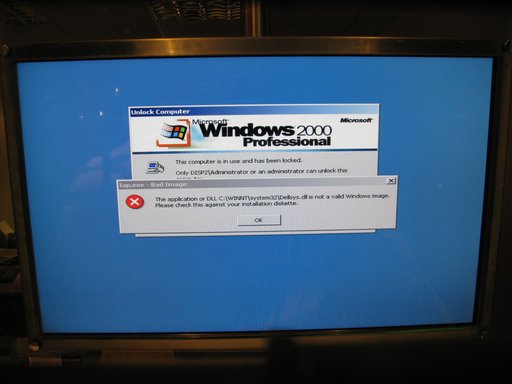 Unlock Computer
Microsoft
Microsoft
Windows 2000
Professional
This computer is in use and has been locked.
Only DISP2\Administrator or an administrator can unlock this
Iap.exe - Bad Image
The application or DLL C:\WINNT\system32\Dellsys.dll is not a valid Windows image.
Please check this against your installation diskette.
OK